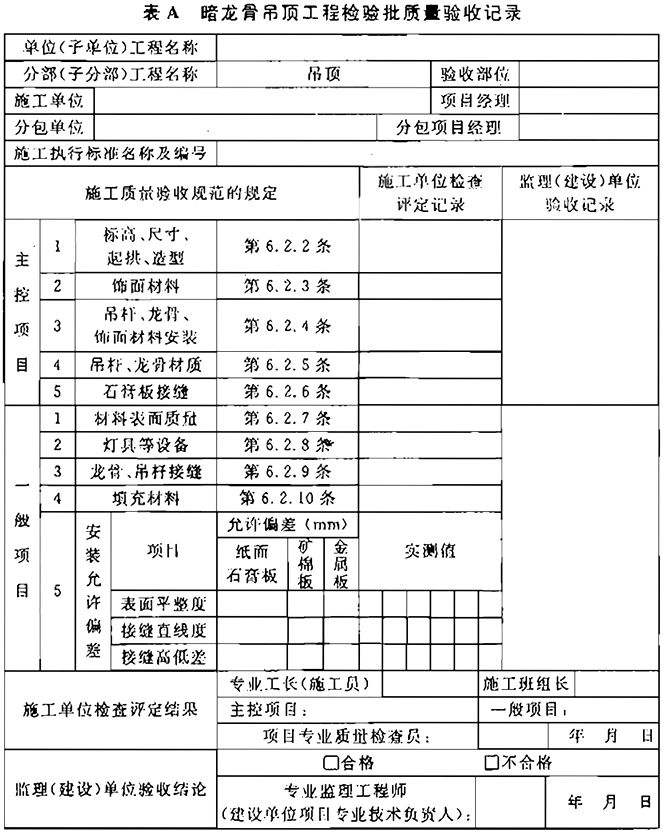 表A 暗龙骨吊顶工程检验批质量验收记录
单位(子单位)工程名称
分部(子分部)工程名称 吊顶 验收部位
施工单位 项目经理
分包单位 分包项目经理
施工执行标准名称及编号
施工质量验收规范的规定 施工单位检查评定记录 监理(建设)单位验收记录
主控项目
1 标高、尺寸、起拱、造型 第6.2.2条
2 饰面材料 第6.2.3条
3 吊杆、龙骨、饰面材料安装 第6.2.4条
4 吊杆、龙骨材质 第6.2.5条
5 石膏板接缝 第6.2.6条
一般项目
1 材料表面质量 第6.2.7条
2 灯具等设备 第6.2.8条
3 龙骨、吊杆接缝 第6.2.9条
4 填充材料 第6.2.10条
5 安装允许偏差 项目 允许偏差(mm) 实测值
纸面石膏板 矿棉板 金属板
表面平整度
接缝直线度
接缝高低差
施工单位检查评定结果 专业工长(施工员) 施工班组长
主控项目: 一般项目:
项目专业质量检查员: 年 月 日
监理(建设)单位验收结论 □合格 □不合格
专业监理工程师
(建设单位项目专业技术负责人): 年 月 日